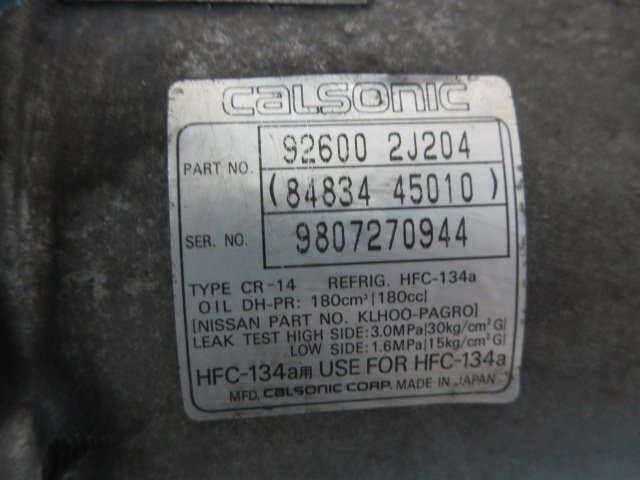 calsonic
PART NO. 92600 2J204
(84834 45010)
SER. NO. 9807270944
TYPE CR-14 REFRIG. HFC-134a
OIL DH-PR: 180cm³{180cc}
[NISSAN PART NO. KLH00-PAGR0]
LEAK TEST HIGH SIDE: 3.0MPa{30kg/cm²G}
LOW SIDE: 1.6MPa{15kg/cm²G}
HFC-134a用 USE FOR HFC-134a
MFD. calsonic CORP. MADE IN JAPAN